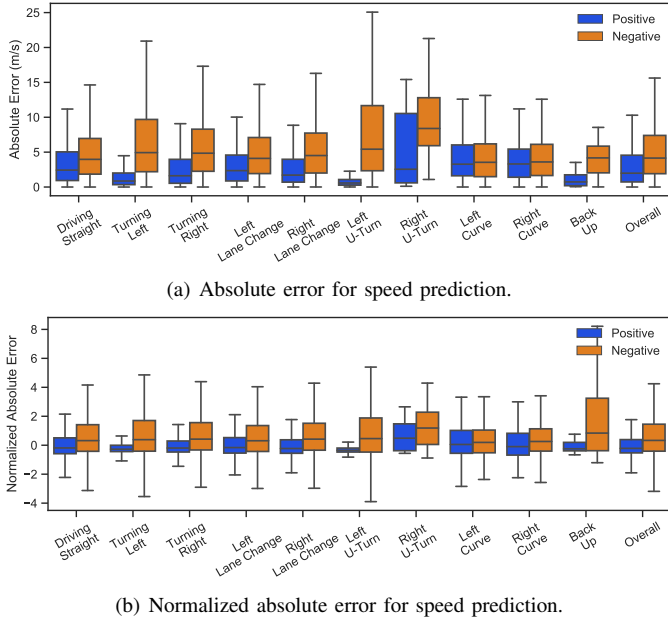 25
20
15
10
5
0
Absolute Error (m/s)
Positive
Negative
Driving
Straight
Turning
Left
Turning
Right
Left
Lane Change
Right
Lane Change
Left
U-Turn
Right
U-Turn
Left
Curve
Right
Curve
Back
Up
Overall
(a) Absolute error for speed prediction.
8
6
4
2
0
−2
−4
Normalized Absolute Error
Positive
Negative
Driving
Straight
Turning
Left
Turning
Right
Left
Lane Change
Right
Lane Change
Left
U-Turn
Right
U-Turn
Left
Curve
Right
Curve
Back
Up
Overall
(b) Normalized absolute error for speed prediction.